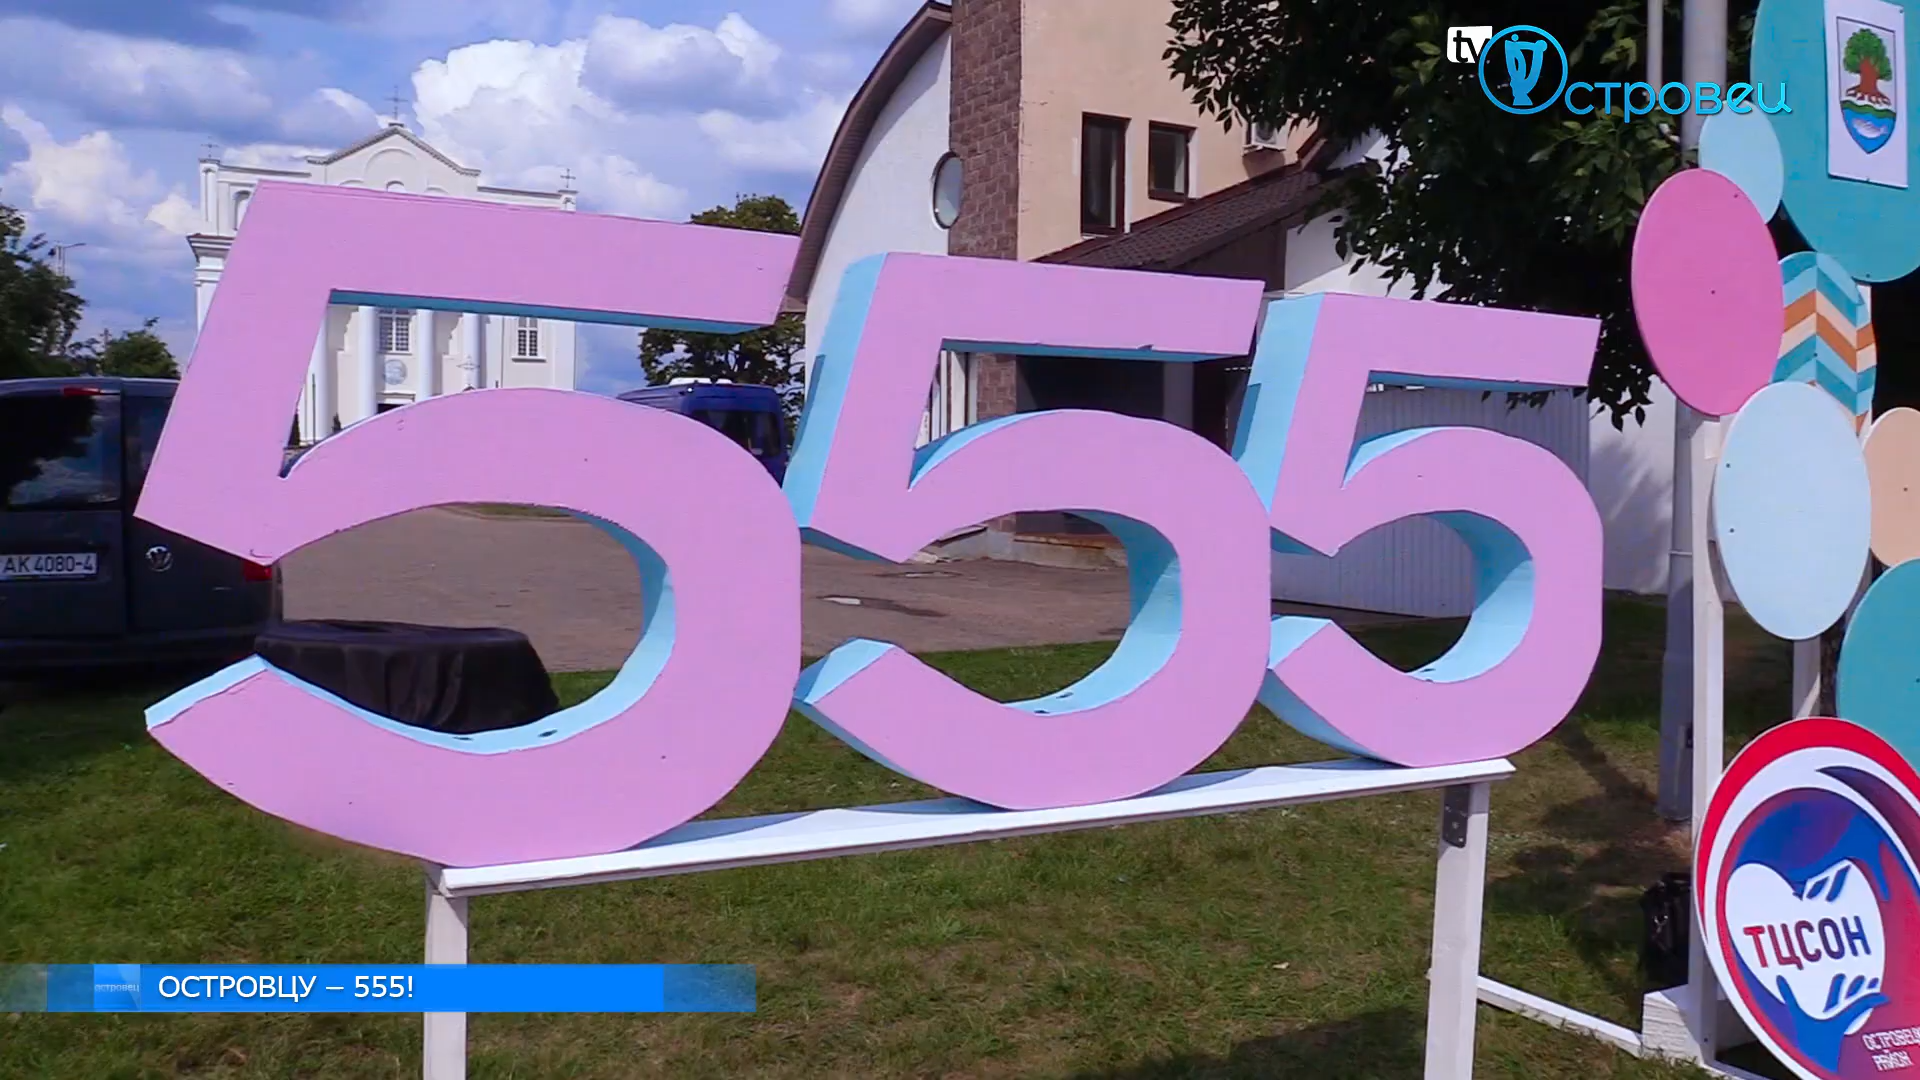 tv Островец
555
АК 4080-4
ТЦСОН
РАЙОН
островец
ОСТРОВЦУ – 555!